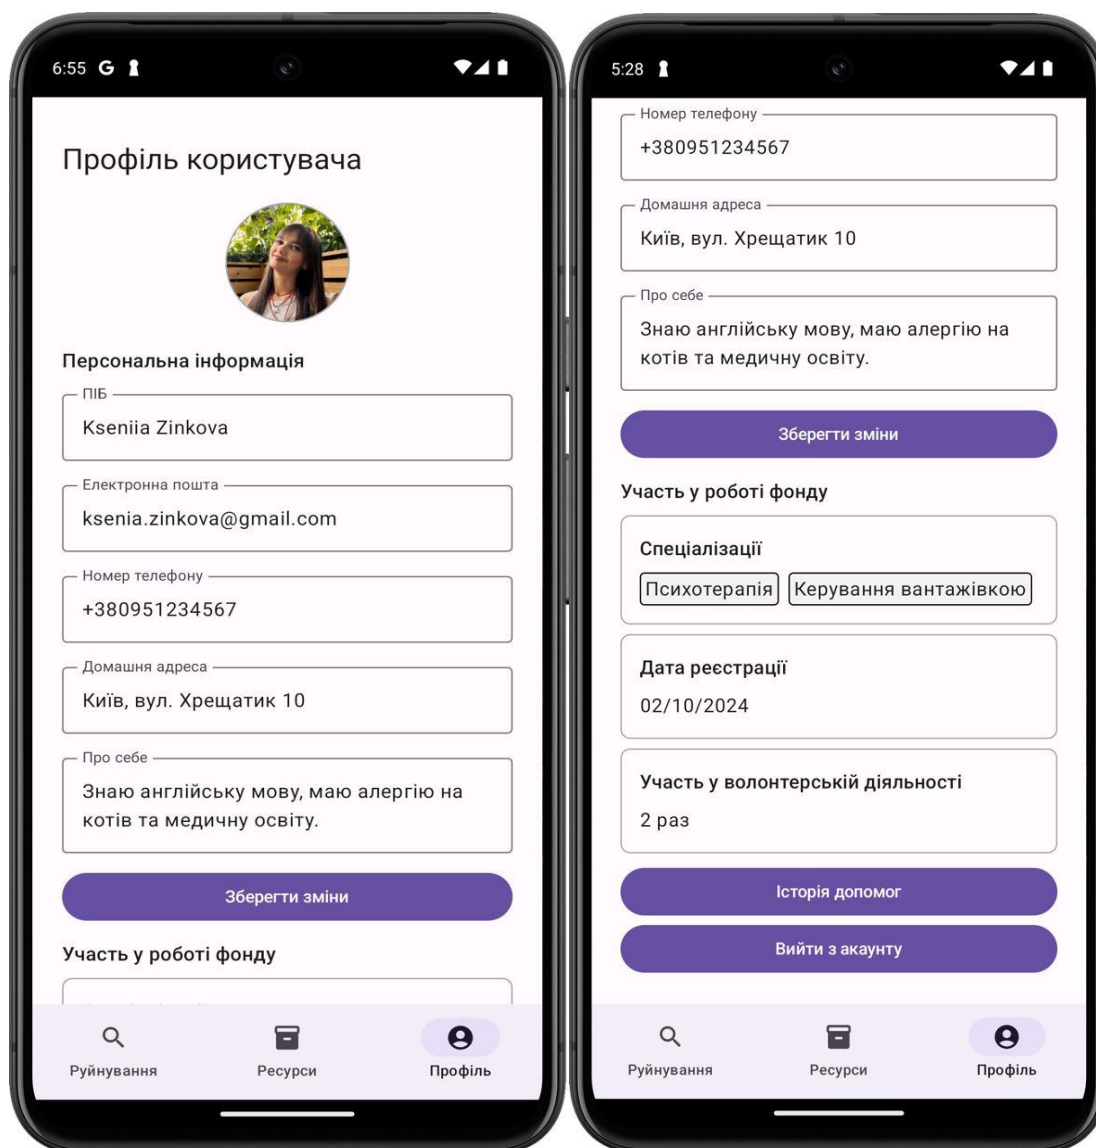 6:55 G
Профіль користувача
Персональна інформація
ПІБ
Kseniia Zinkova
Електронна пошта
ksenia.zinkova@gmail.com
Номер телефону
+380951234567
Домашня адреса
Київ, вул. Хрещатик 10
Про себе
Знаю англійську мову, маю алергію на
котів та медичну освіту.
Зберегти зміни
Участь у роботі фонду
Руйнування
Ресурси
Профіль
5:28
Номер телефону
+380951234567
Домашня адреса
Київ, вул. Хрещатик 10
Про себе
Знаю англійську мову, маю алергію на
котів та медичну освіту.
Зберегти зміни
Участь у роботі фонду
Спеціалізації
Психотерапія Керування вантажівкою
Дата реєстрації
02/10/2024
Участь у волонтерській діяльності
2 раз
Історія допомог
Вийти з акаунту
Руйнування
Ресурси
Профіль